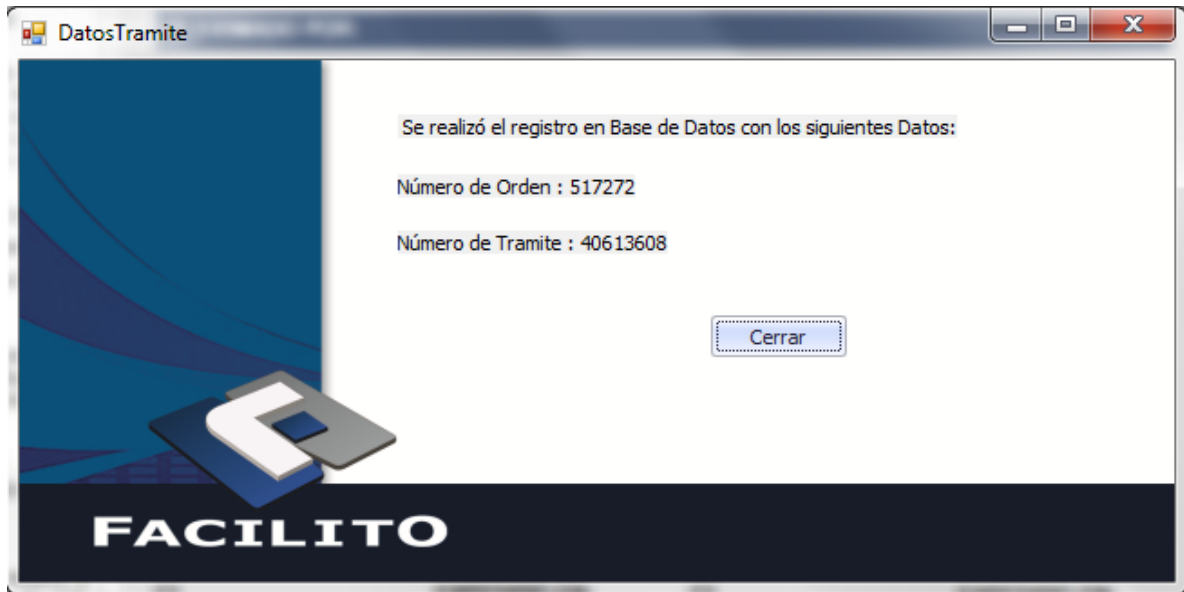 DatosTramite
Se realizó el registro en Base de Datos con los siguientes Datos:
Número de Orden : 517272
Número de Tramite : 40613608
Cerrar
FACILITO